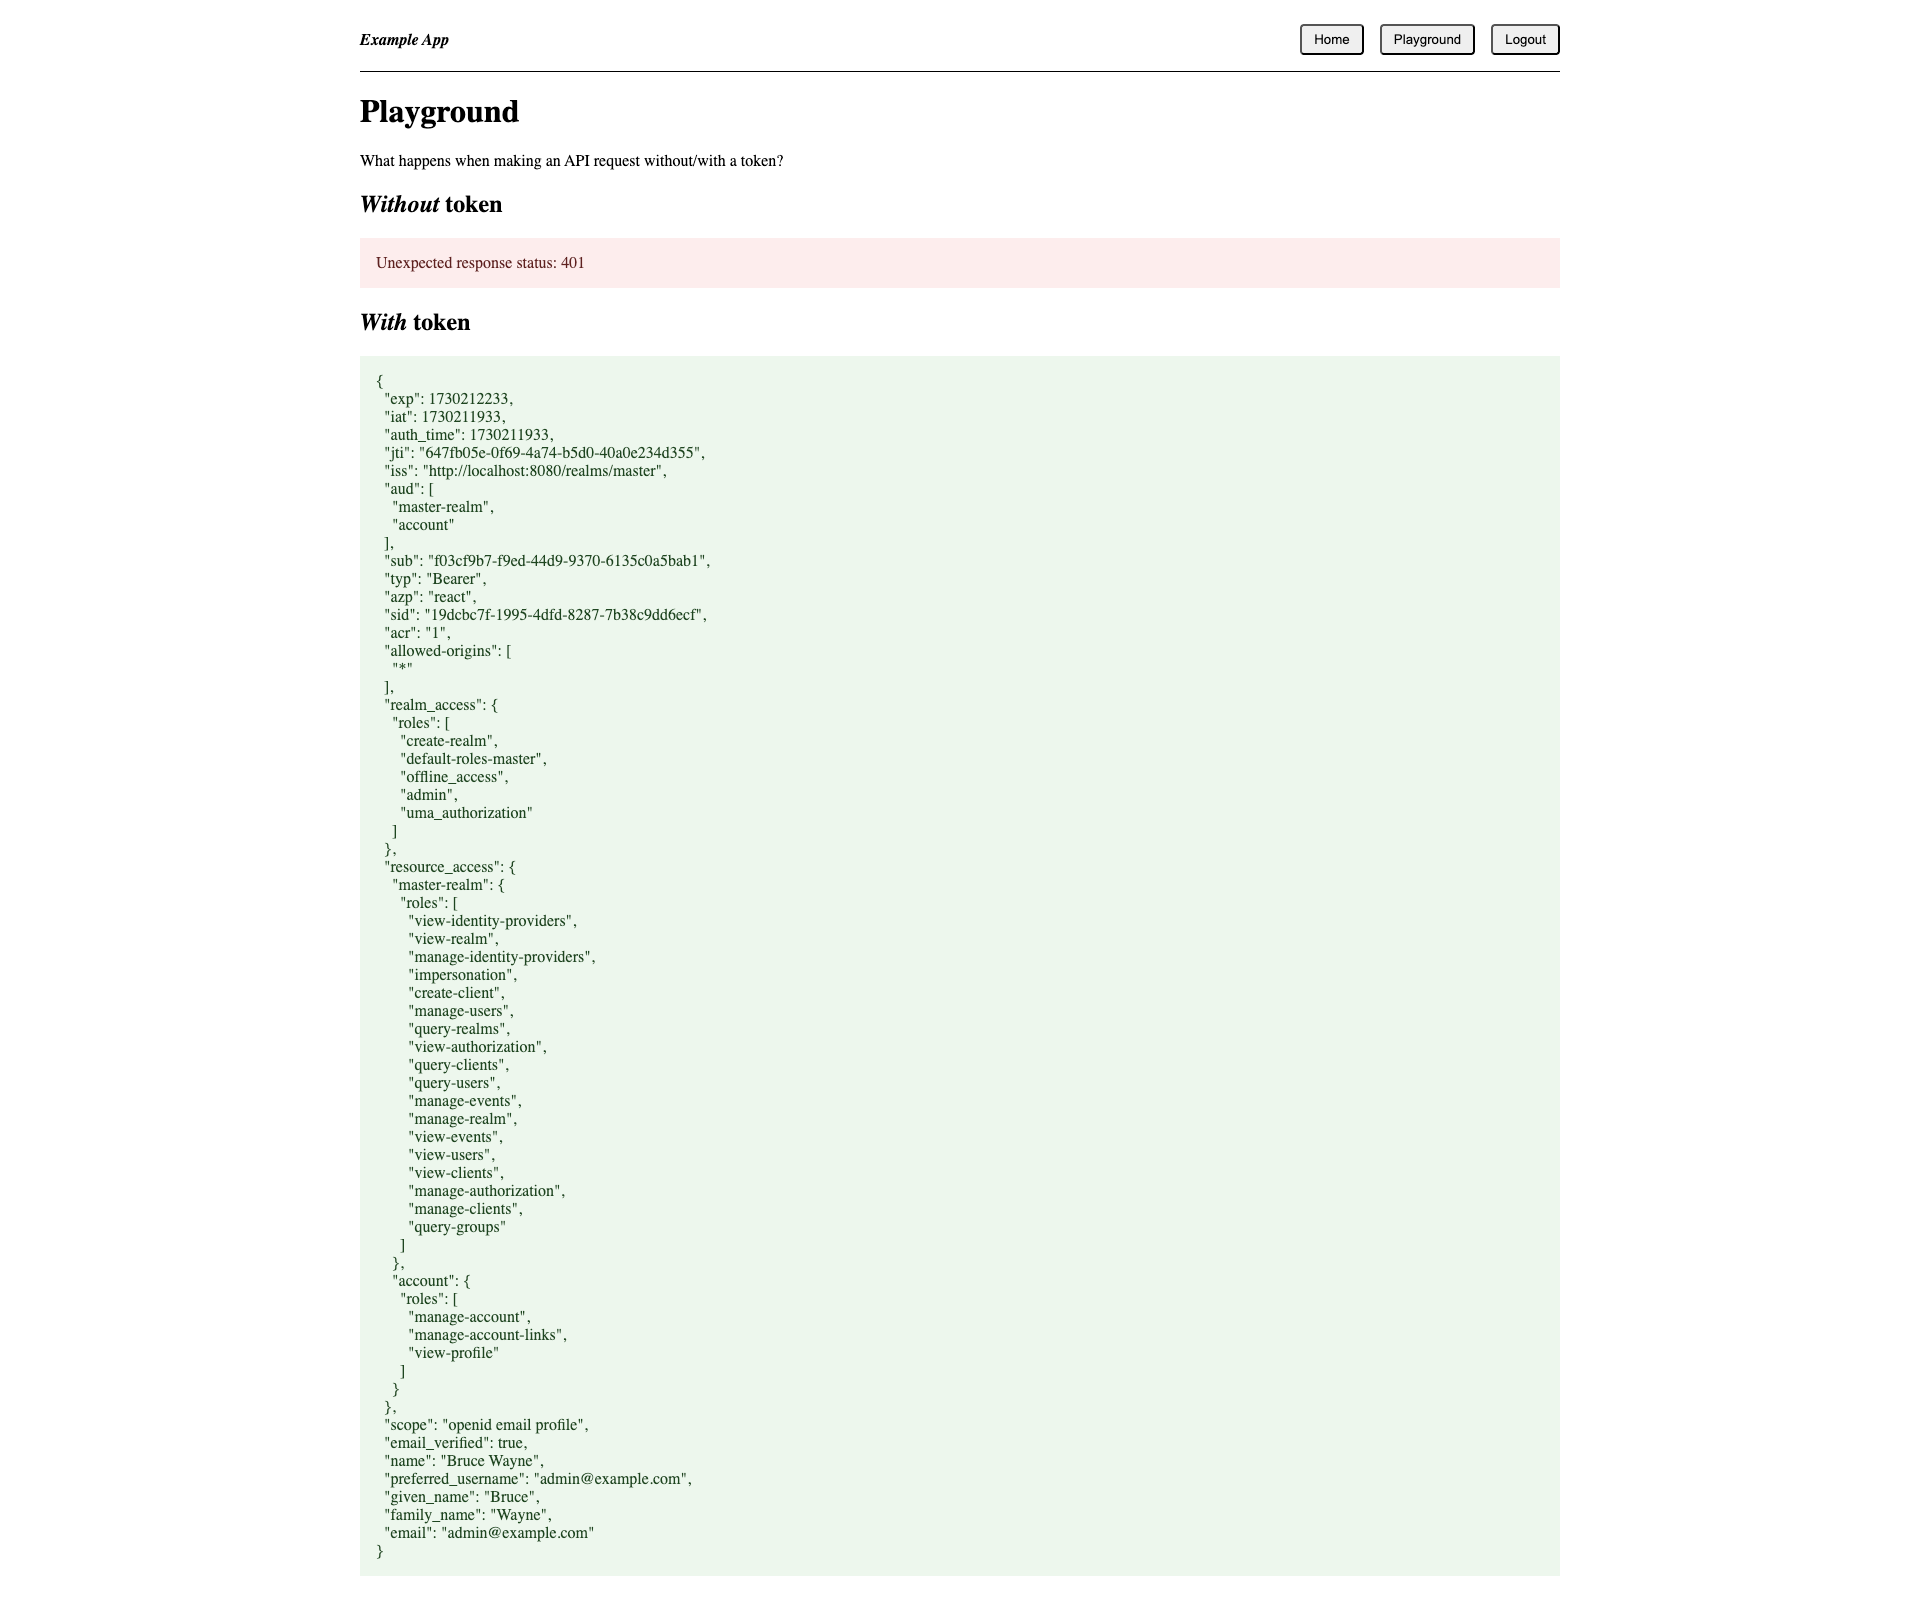 Example App
Home
Playground
Logout
Playground
What happens when making an API request without/with a token?
Without token
Unexpected response status: 401
With token
{
  "exp": 1730212233,
  "iat": 1730211933,
  "auth_time": 1730211933,
  "jti": "647fb05e-0f69-4a74-b5d0-40a0e234d355",
  "iss": "http://localhost:8080/realms/master",
  "aud": [
    "master-realm",
    "account"
  ],
  "sub": "f03cf9b7-f9ed-44d9-9370-6135c0a5bab1",
  "typ": "Bearer",
  "azp": "react",
  "sid": "19dcbc7f-1995-4dfd-8287-7b38c9dd6ecf",
  "acr": "1",
  "allowed-origins": [
    "*"
  ],
  "realm_access": {
    "roles": [
      "create-realm",
      "default-roles-master",
      "offline_access",
      "admin",
      "uma_authorization"
    ]
  },
  "resource_access": {
    "master-realm": {
      "roles": [
        "view-identity-providers",
        "view-realm",
        "manage-identity-providers",
        "impersonation",
        "create-client",
        "manage-users",
        "query-realms",
        "view-authorization",
        "query-clients",
        "query-users",
        "manage-events",
        "manage-realm",
        "view-events",
        "view-users",
        "view-clients",
        "manage-authorization",
        "manage-clients",
        "query-groups"
      ]
    },
    "account": {
      "roles": [
        "manage-account",
        "manage-account-links",
        "view-profile"
      ]
    }
  },
  "scope": "openid email profile",
  "email_verified": true,
  "name": "Bruce Wayne",
  "preferred_username": "admin@example.com",
  "given_name": "Bruce",
  "family_name": "Wayne",
  "email": "admin@example.com"
}